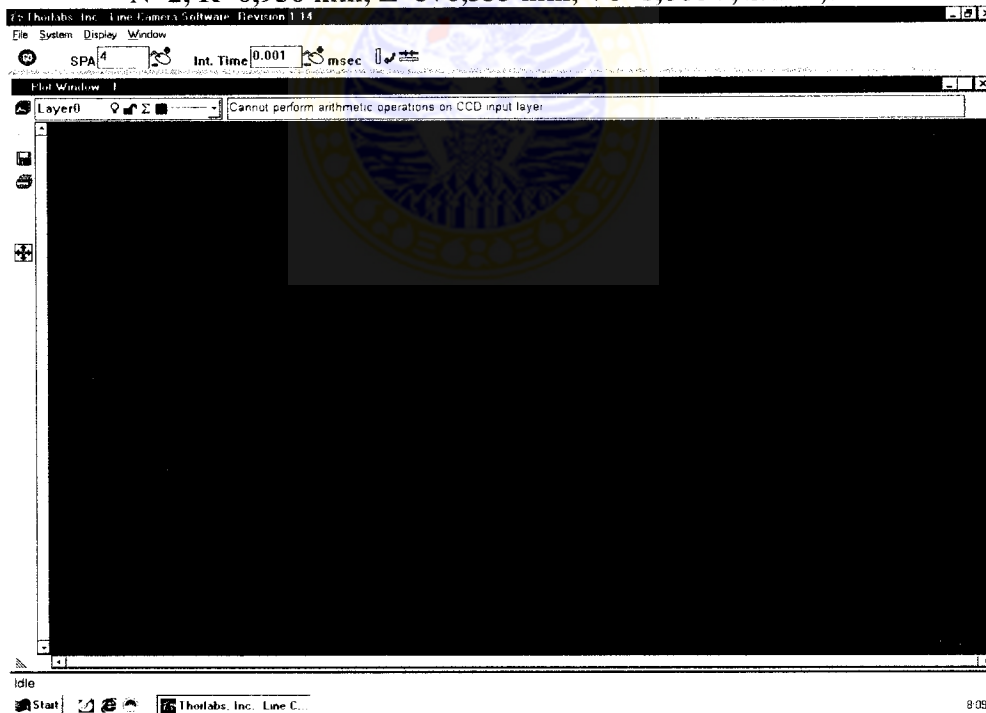 Thorlabs, Inc. Line Camera Software Revision 1.14
File System Display Window
GO SPA 4 Int. Time 0.001 msec
Plot Window 1
Layer0 Σ Cannot perform arithmetic operations on CCD input layer
Idle
Start Thorlabs, Inc. Line C... 8:09